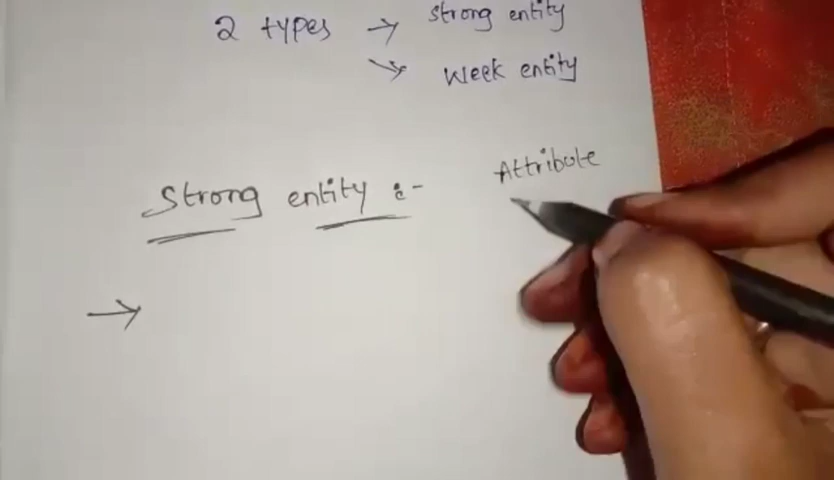 2 types → strong entity
→ week entity
Strong entity :- Attribute
→